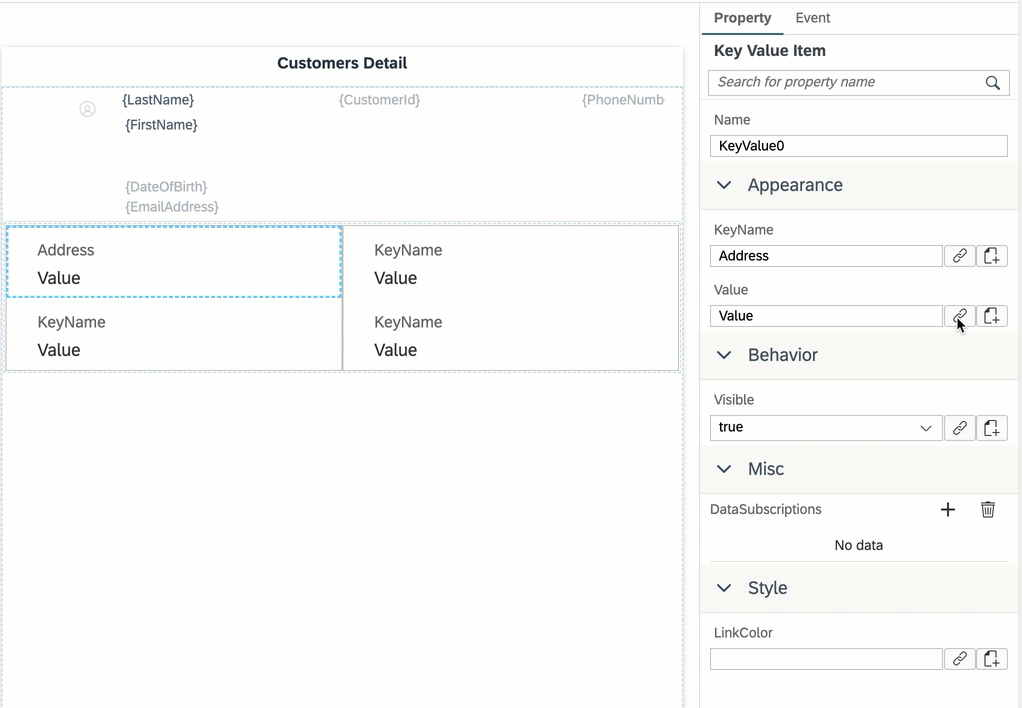 Customers Detail
{LastName}
{CustomerId}
{PhoneNumb
{FirstName}
{DateOfBirth}
{EmailAddress}
Address
Value
KeyName
Value
KeyName
Value
KeyName
Value
Property
Event
Key Value Item
Search for property name
Name
KeyValue0
Appearance
KeyName
Address
Value
Value
Behavior
Visible
true
Misc
DataSubscriptions
No data
Style
LinkColor